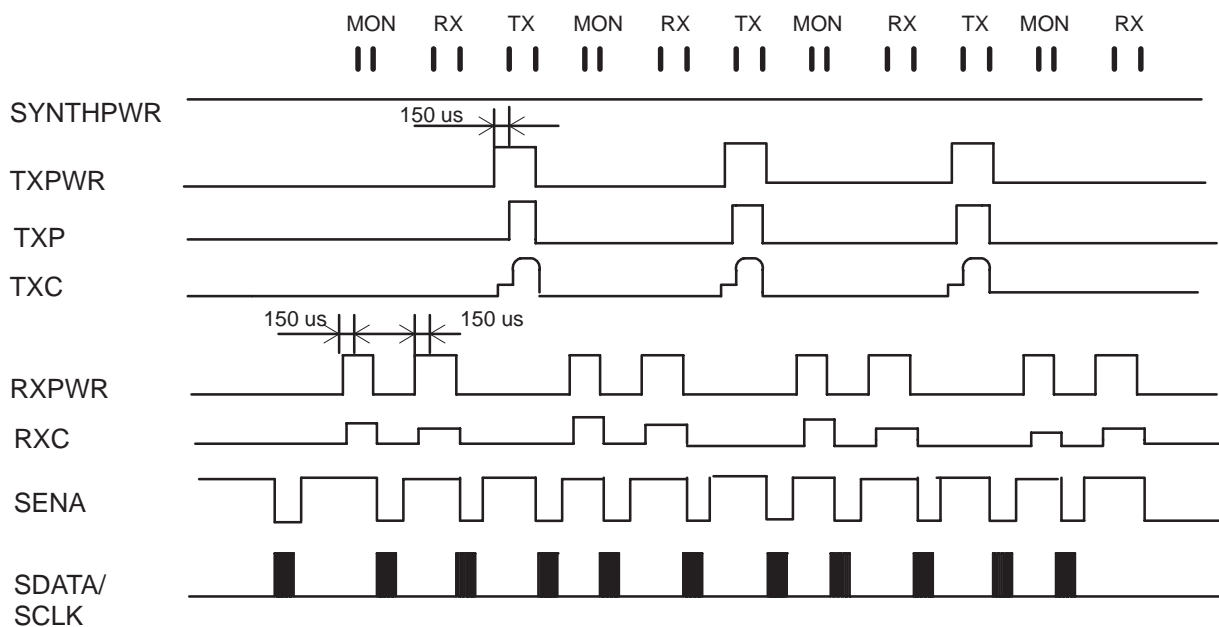 MON RX TX MON RX TX MON RX TX MON RX
SYNTHPWR
150 us
TXPWR
TXP
TXC
150 us 150 us
RXPWR
RXC
SENA
SDATA/
SCLK